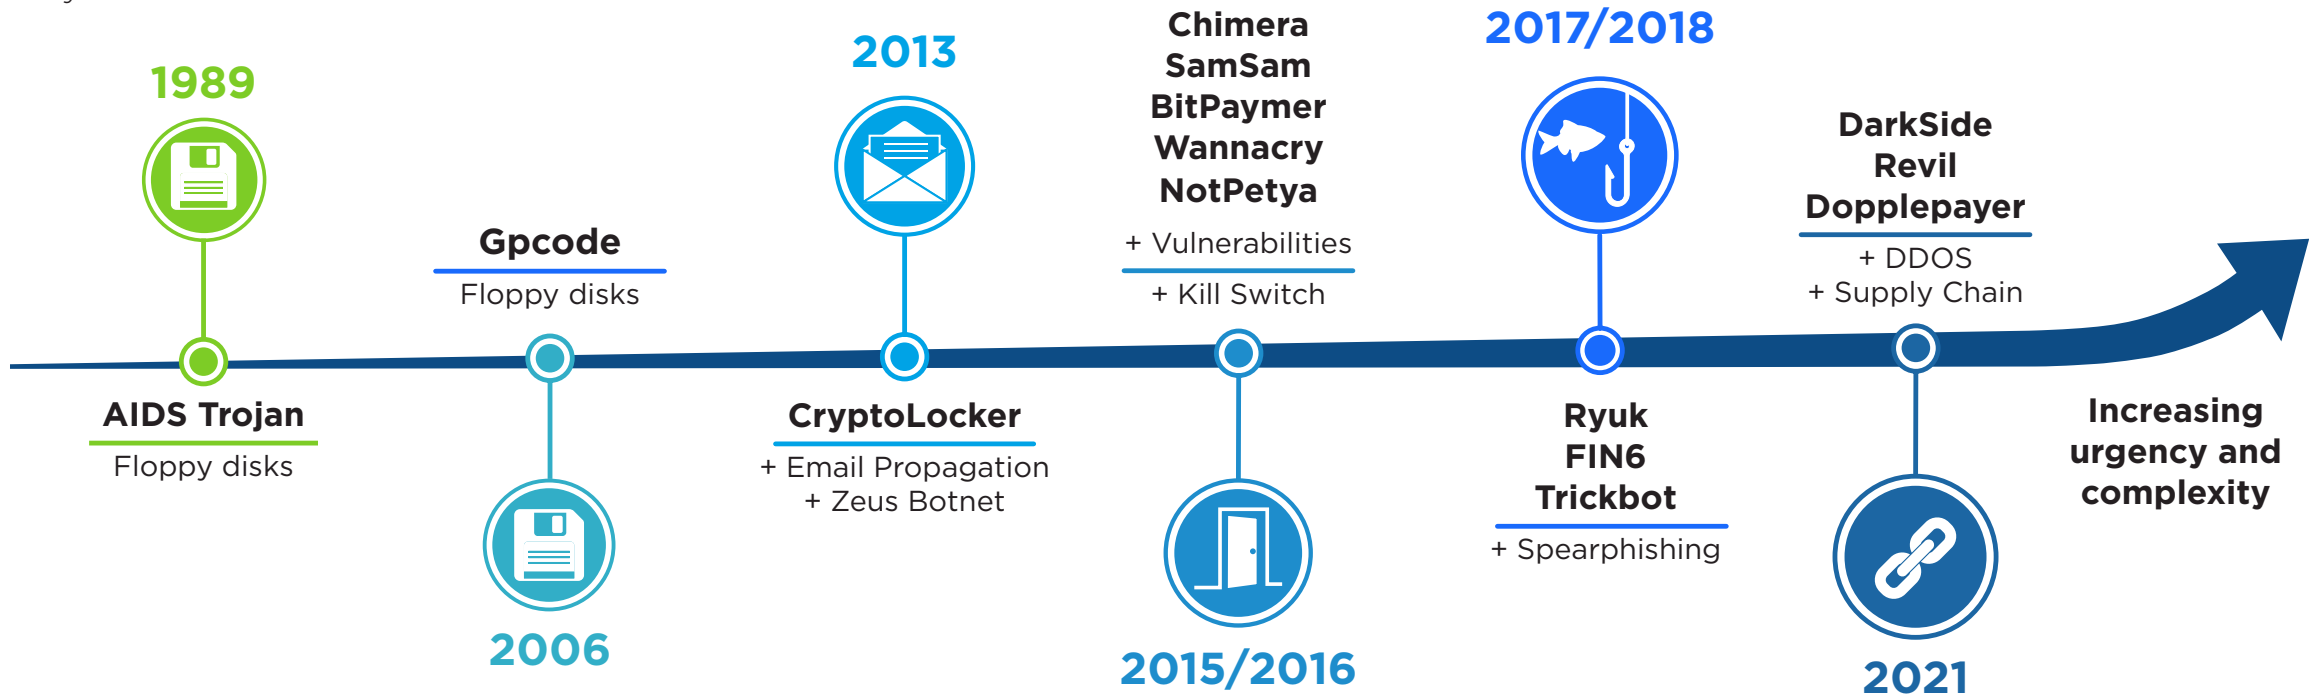 1989
AIDS Trojan
Floppy disks
Gpcode
Floppy disks
2006
2013
CryptoLocker
+ Email Propagation
+ Zeus Botnet
Chimera
SamSam
BitPaymer
Wannacry
NotPetya
+ Vulnerabilities
+ Kill Switch
2015/2016
2017/2018
Ryuk
FIN6
Trickbot
+ Spearphishing
DarkSide
Revil
Dopplepayer
+ DDOS
+ Supply Chain
2021
Increasing
urgency and
complexity